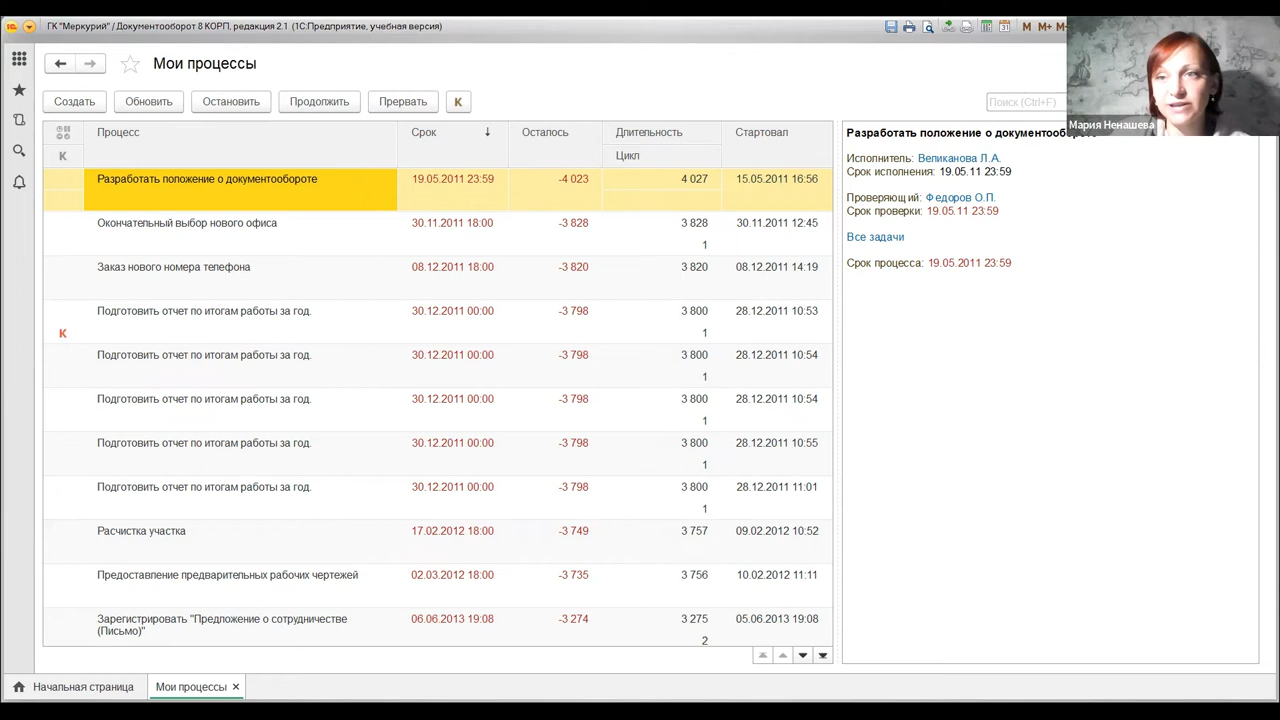 ГК "Меркурий" / Документооборот 8 КОРП, редакция 2.1 (1С:Предприятие, учебная версия)
M M+
Мои процессы
Создать Обновить Остановить Продолжить Прервать К
Поиск (Ctrl+F)
Мария Ненашева
Процесс Срок Осталось Длительность Стартовал
К Цикл
Разработать положение о документообороте 19.05.2011 23:59 -4 023 4 027 15.05.2011 16:56
Окончательный выбор нового офиса 30.11.2011 18:00 -3 828 3 828 30.11.2011 12:45
1
Заказ нового номера телефона 08.12.2011 18:00 -3 820 3 820 08.12.2011 14:19
Подготовить отчет по итогам работы за год. 30.12.2011 00:00 -3 798 3 800 28.12.2011 10:53
К 1
Подготовить отчет по итогам работы за год. 30.12.2011 00:00 -3 798 3 800 28.12.2011 10:54
1
Подготовить отчет по итогам работы за год. 30.12.2011 00:00 -3 798 3 800 28.12.2011 10:54
1
Подготовить отчет по итогам работы за год. 30.12.2011 00:00 -3 798 3 800 28.12.2011 10:55
1
Подготовить отчет по итогам работы за год. 30.12.2011 00:00 -3 798 3 800 28.12.2011 11:01
1
Расчистка участка 17.02.2012 18:00 -3 749 3 757 09.02.2012 10:52
Предоставление предварительных рабочих чертежей 02.03.2012 18:00 -3 735 3 756 10.02.2012 11:11
Зарегистрировать "Предложение о сотрудничестве 06.06.2013 19:08 -3 274 3 275 05.06.2013 19:08
(Письмо)"
2
Разработать положение о документообороте
Исполнитель: Великанова Л.А.
Срок исполнения: 19.05.11 23:59
Проверяющий: Федоров О.П.
Срок проверки: 19.05.11 23:59
Все задачи
Срок процесса: 19.05.2011 23:59
Начальная страница Мои процессы